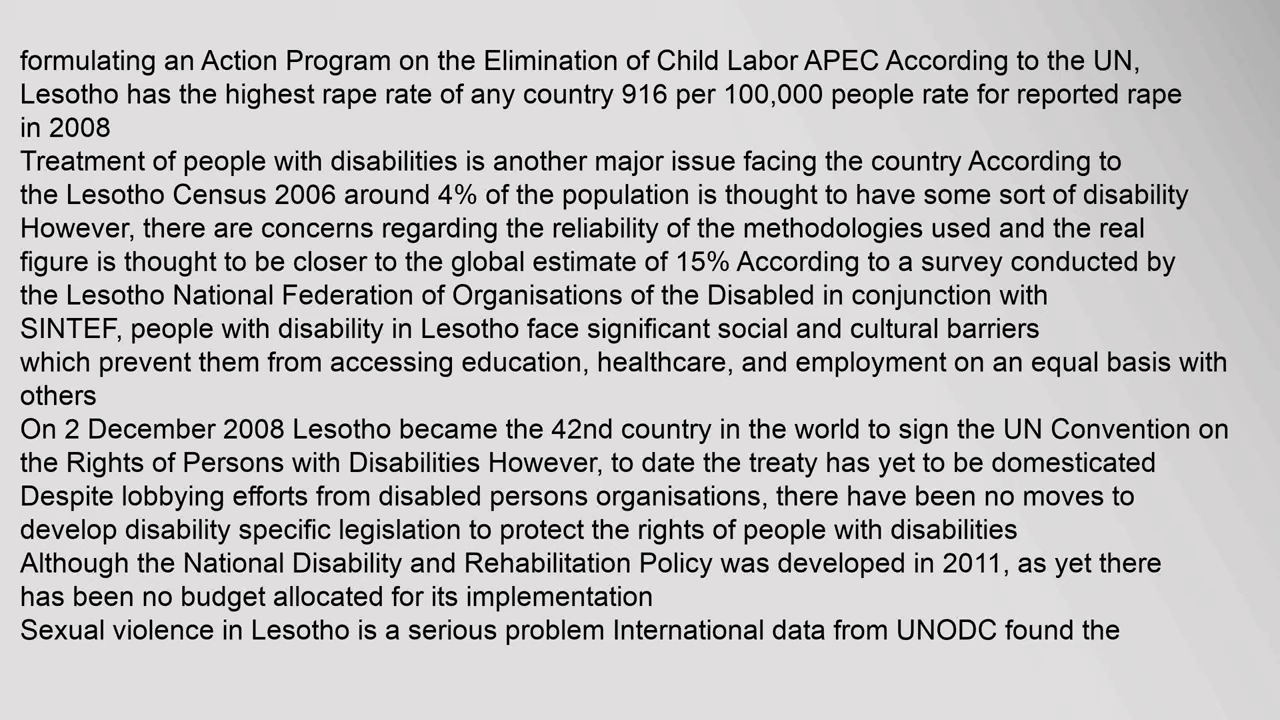 formulating an Action Program on the Elimination of Child Labor APEC According to the UN,
Lesotho has the highest rape rate of any country 916 per 100,000 people rate for reported rape
in 2008
Treatment of people with disabilities is another major issue facing the country According to
the Lesotho Census 2006 around 4% of the population is thought to have some sort of disability
However, there are concerns regarding the reliability of the methodologies used and the real
figure is thought to be closer to the global estimate of 15% According to a survey conducted by
the Lesotho National Federation of Organisations of the Disabled in conjunction with
SINTEF, people with disability in Lesotho face significant social and cultural barriers
which prevent them from accessing education, healthcare, and employment on an equal basis with
others
On 2 December 2008 Lesotho became the 42nd country in the world to sign the UN Convention on
the Rights of Persons with Disabilities However, to date the treaty has yet to be domesticated
Despite lobbying efforts from disabled persons organisations, there have been no moves to
develop disability specific legislation to protect the rights of people with disabilities
Although the National Disability and Rehabilitation Policy was developed in 2011, as yet there
has been no budget allocated for its implementation
Sexual violence in Lesotho is a serious problem International data from UNODC found the